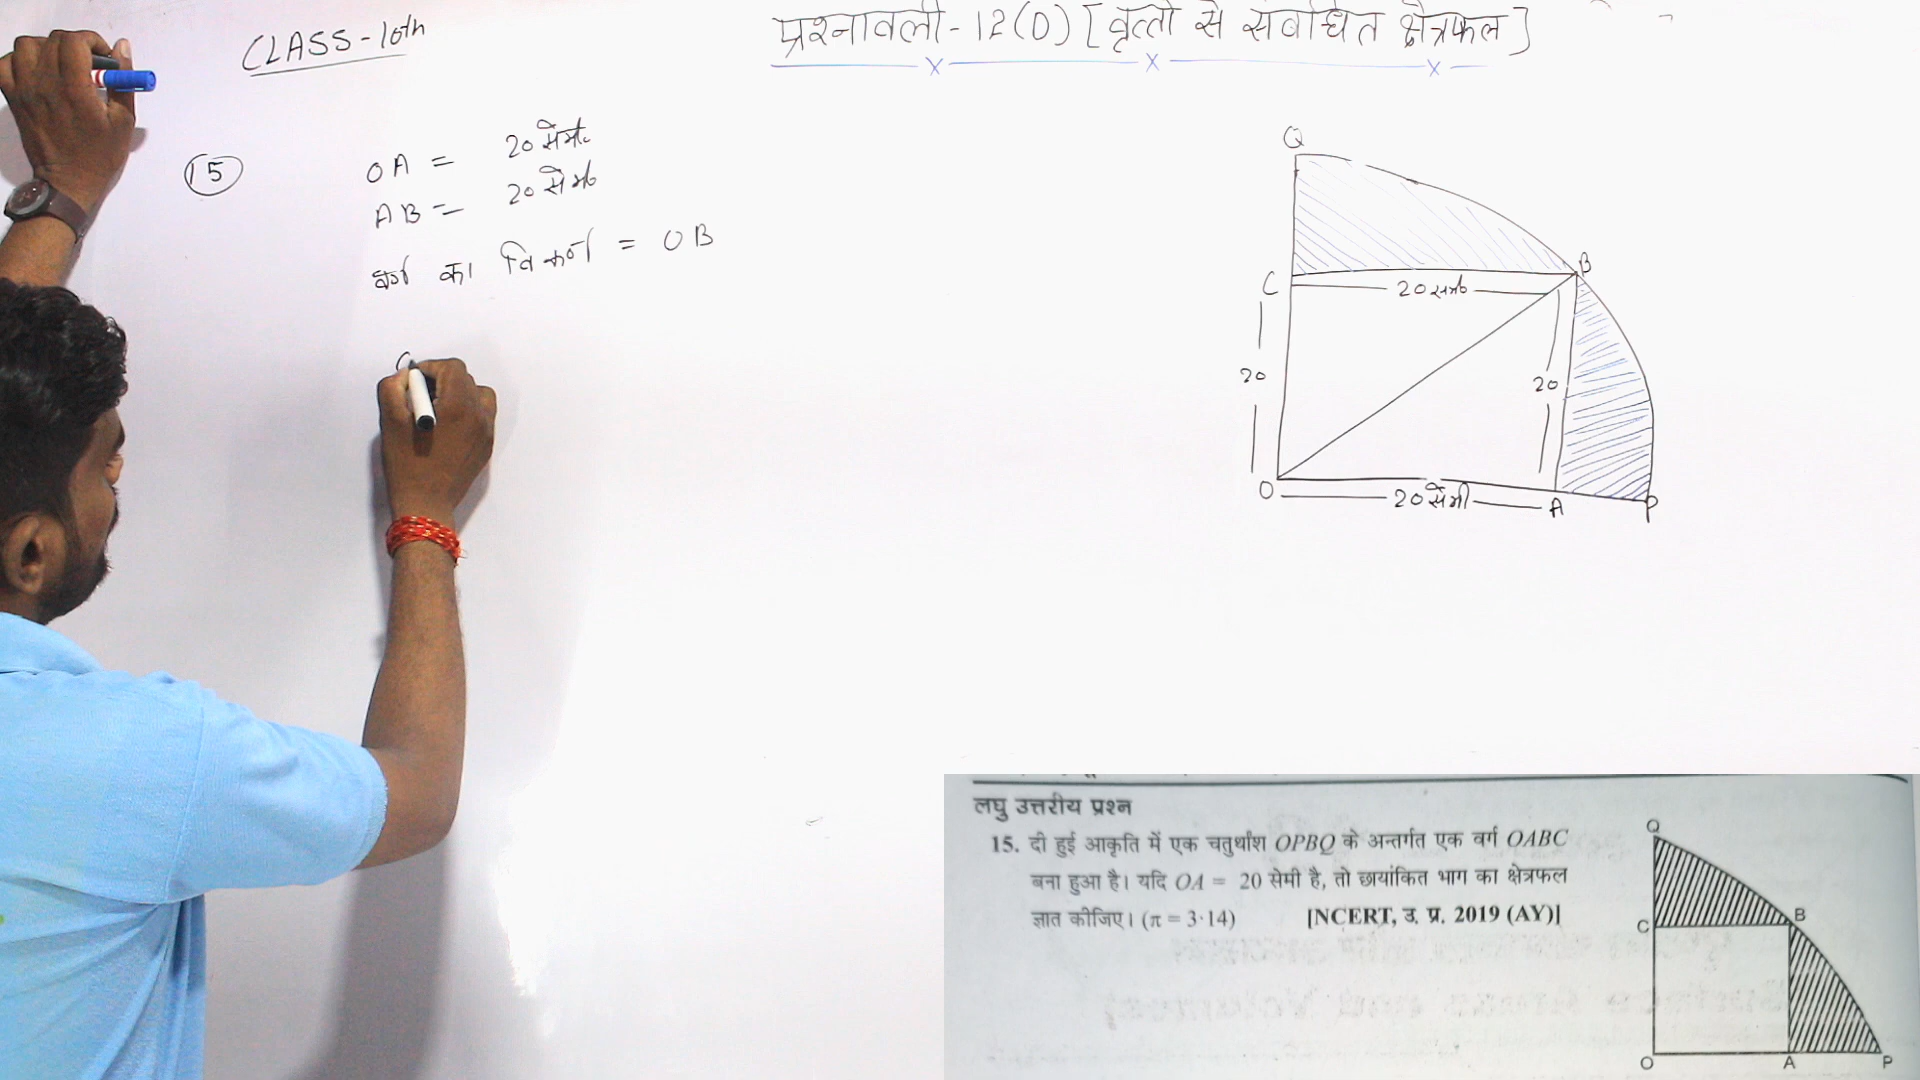 CLASS-10th
प्रश्नावली-12(D) [वृत्तों से संबंधित क्षेत्रफल]
15
OA = 20 सेमी
AB = 20 सेमी०
वर्ग का विकर्ण = OB
Q
C
B
20 सेमी०
20
20
O
20 सेमी
A
P
लघु उत्तरीय प्रश्न
15. दी हुई आकृति में एक चतुर्थांश OPBQ के अन्तर्गत एक वर्ग OABC
बना हुआ है। यदि OA = 20 सेमी है, तो छायांकित भाग का क्षेत्रफल
ज्ञात कीजिए। (π = 3·14) [NCERT, उ. प्र. 2019 (AY)]
Q
C
B
O
A
P